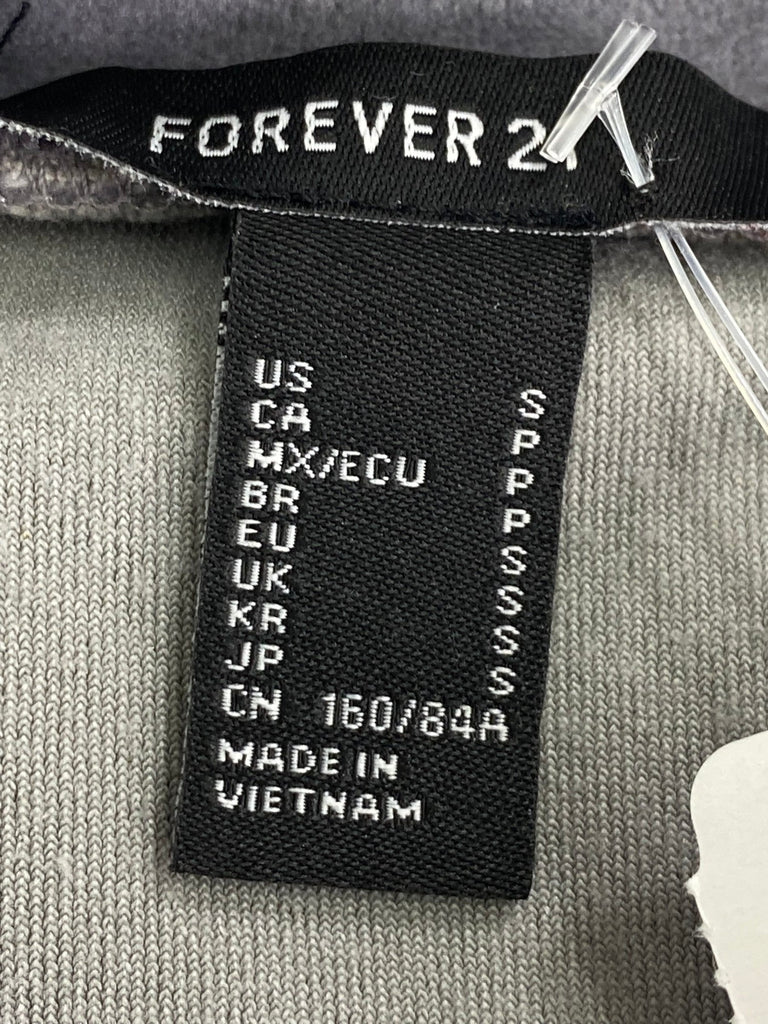 FOREVER 21
US S
CA P
MX/ECU P
BR P
EU S
UK S
KR S
JP S
CN 160/84A
MADE IN
VIETNAM